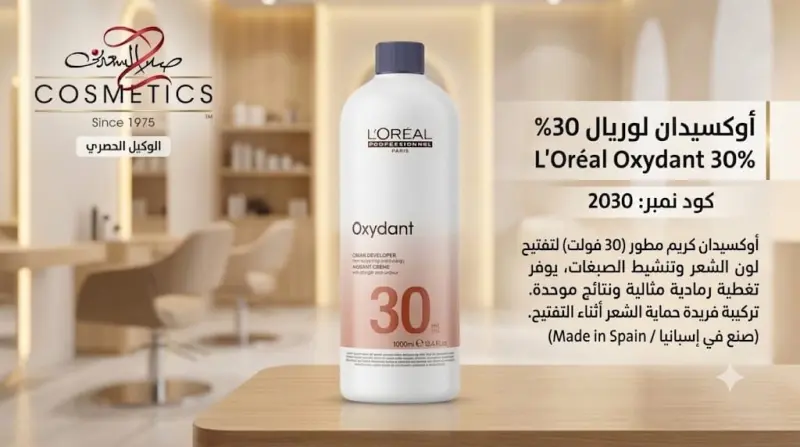 COSMETICS
Since 1975
الوكيل الحصري
أوكسيدان لوريال 30%
L'Oréal Oxydant 30%
كود نمبر: 2030
أوكسيدان كريم مطور (30 فولت) لتفتيح
لون الشعر وتنشيط الصبغات، يوفر
تغطية رمادية مثالية ونتائج موحدة.
تركيبة فريدة حماية الشعر أثناء التفتيح.
(صنع في إسبانيا / Made in Spain)
L'ORÉAL
PROFESSIONNEL
PARIS
Oxydant
CREAM DEVELOPER
30
1000ml